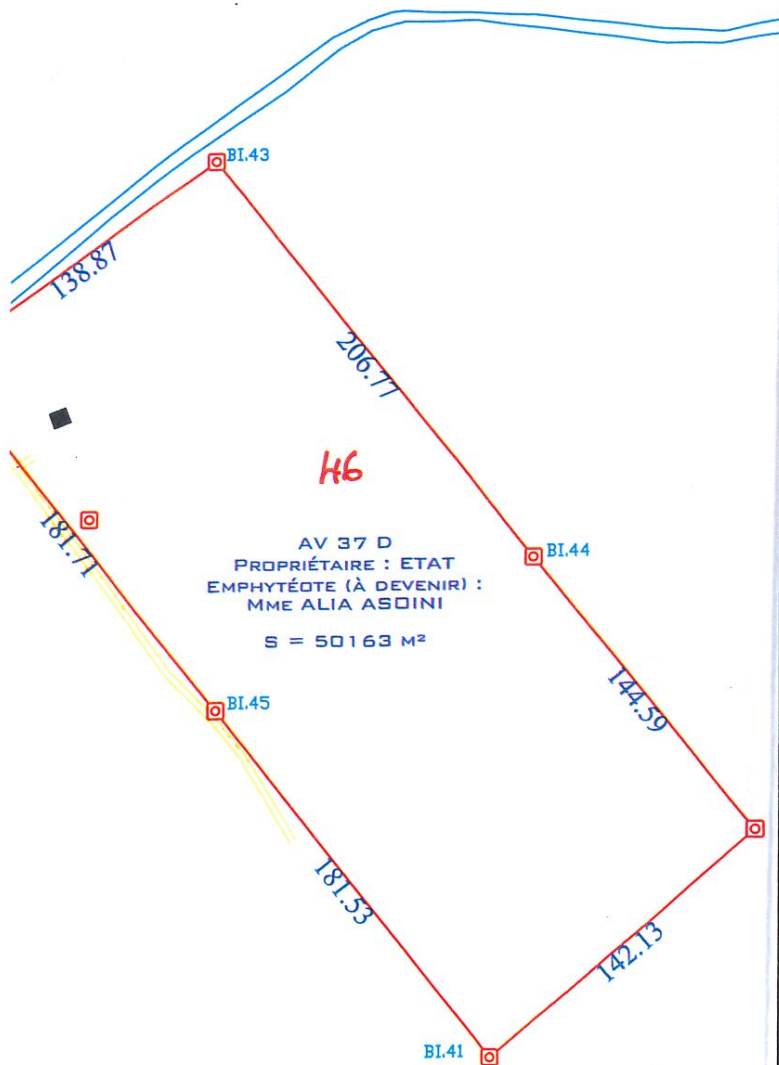 BI.43
138.87
206.77
46
181.71
AV 37 D
PROPRIÉTAIRE : ETAT
EMPHYTÉOTE (À DEVENIR) :
MME ALIA ASOINI
S = 50163 M²
BI.44
BI.45
144.59
181.53
142.13
BI.41